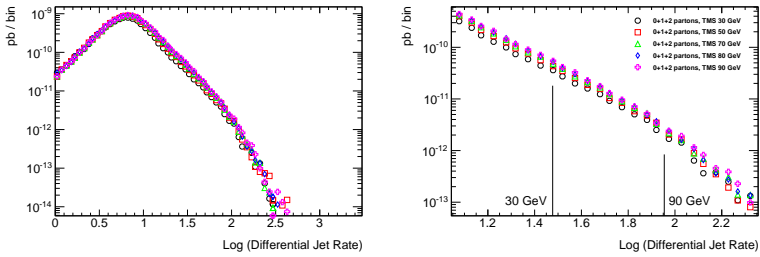 pb / bin
10^-9
10^-10
10^-11
10^-12
10^-13
10^-14
0 0.5 1.0 1.5 2.0 2.5 3
Log (Differential Jet Rate)
pb / bin
10^-10
10^-11
10^-12
10^-13
0+1+2 partons, TMS 30 GeV
0+1+2 partons, TMS 50 GeV
0+1+2 partons, TMS 70 GeV
0+1+2 partons, TMS 80 GeV
0+1+2 partons, TMS 90 GeV
30 GeV
90 GeV
1.2 1.4 1.6 1.8 2 2.2
Log (Differential Jet Rate)